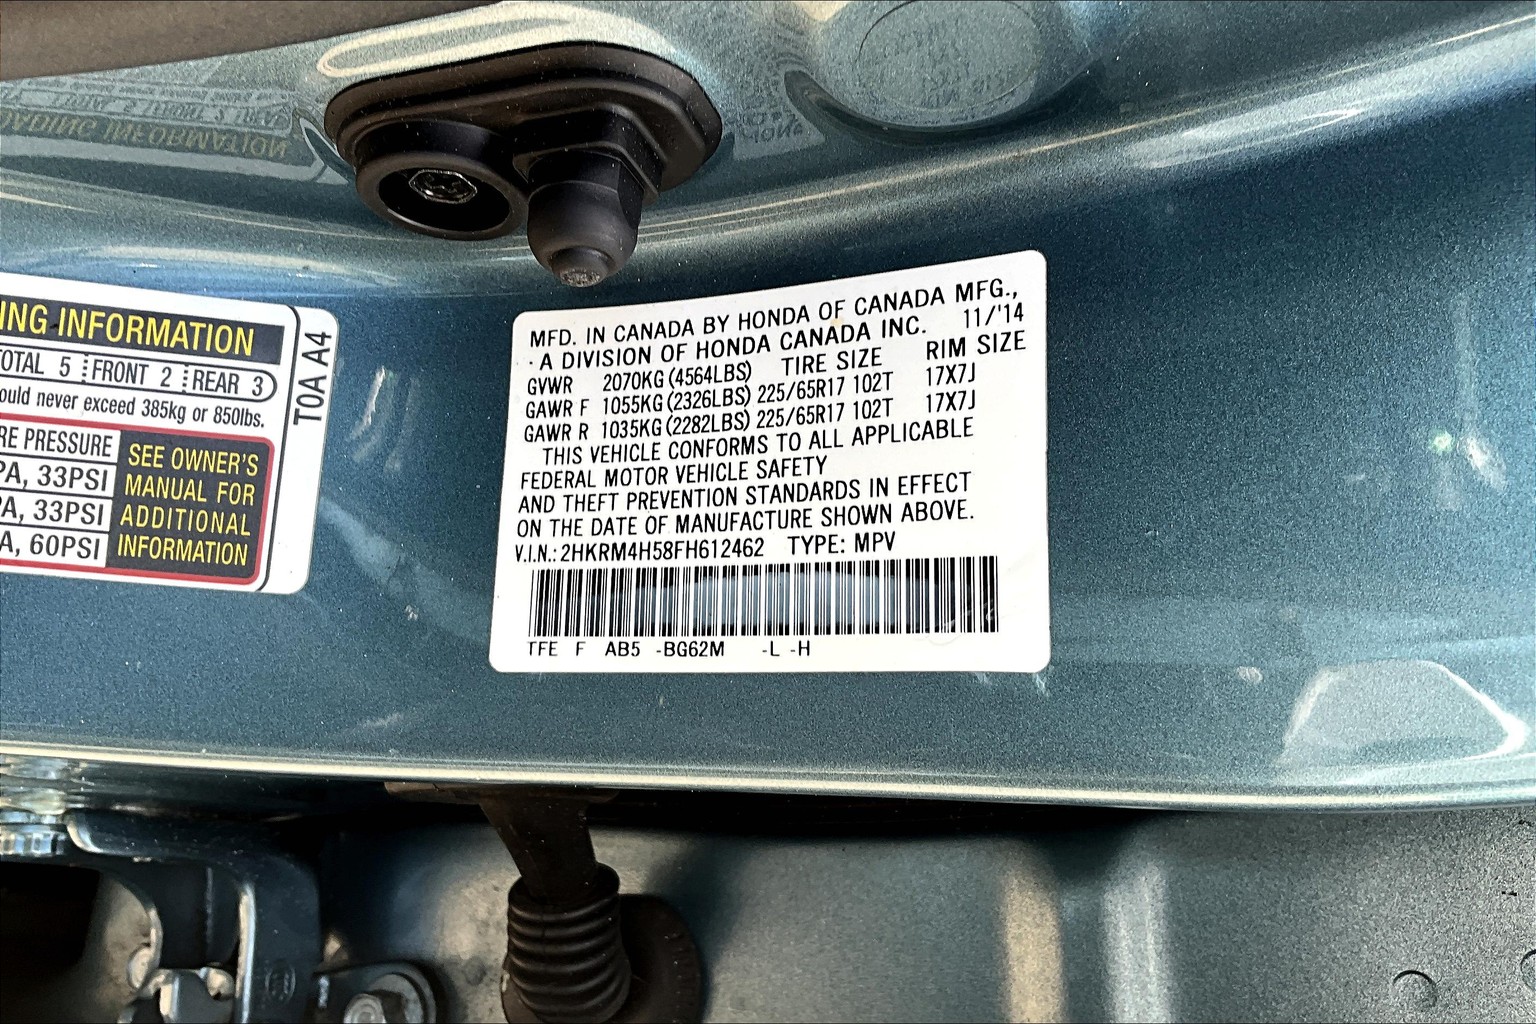 ING INFORMATION
TOTAL 5 FRONT 2 REAR 3
ould never exceed 385kg or 850lbs.
RE PRESSURE
PA, 33PSI
PA, 33PSI
A, 60PSI
SEE OWNER'S
MANUAL FOR
ADDITIONAL
INFORMATION
T0A A4
MFD. IN CANADA BY HONDA OF CANADA MFG.,
· A DIVISION OF HONDA CANADA INC. 11/'14
GVWR 2070KG (4564LBS) TIRE SIZE RIM SIZE
GAWR F 1055KG (2326LBS) 225/65R17 102T 17X7J
GAWR R 1035KG (2282LBS) 225/65R17 102T 17X7J
THIS VEHICLE CONFORMS TO ALL APPLICABLE
FEDERAL MOTOR VEHICLE SAFETY
AND THEFT PREVENTION STANDARDS IN EFFECT
ON THE DATE OF MANUFACTURE SHOWN ABOVE.
V.I.N.: 2HKRM4H58FH612462 TYPE: MPV
TFE F AB5 -BG62M -L -H